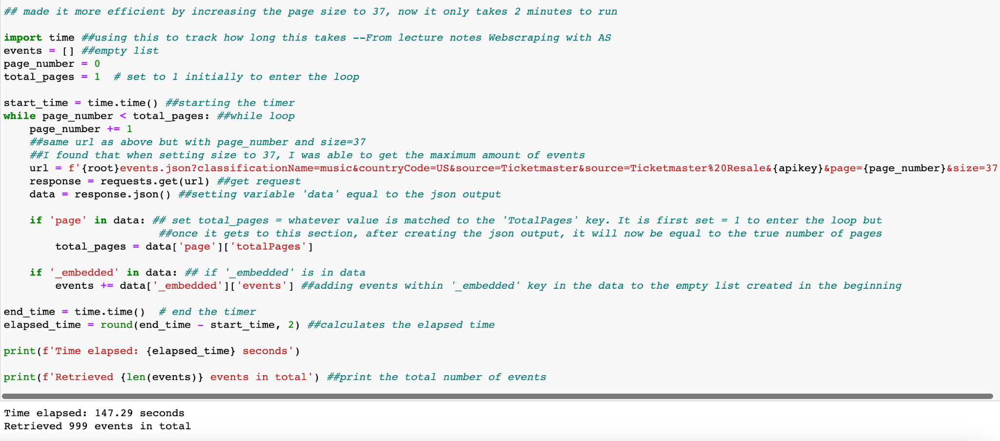 ## made it more efficient by increasing the page size to 37, now it only takes 2 minutes to run
import time ##using this to track how long this takes --From lecture notes Webscraping with AS
events = [] ##empty list
page_number = 0
total_pages = 1  # set to 1 initially to enter the loop
start_time = time.time() ##starting the timer
while page_number < total_pages: ##while loop
    page_number += 1
    ##same url as above but with page_number and size=37
    ##I found that when setting size to 37, I was able to get the maximum amount of events
    url = f'{root}events.json?classificationName=music&countryCode=US&source=Ticketmaster&source=Ticketmaster%20Resale&{apikey}&page={page_number}&size=37
    response = requests.get(url) ##get request
    data = response.json() ##setting variable 'data' equal to the json output
    if 'page' in data: ## set total_pages = whatever value is matched to the 'TotalPages' key. It is first set = 1 to enter the loop but
                        ##once it gets to this section, after creating the json output, it will now be equal to the true number of pages
        total_pages = data['page']['totalPages']
    if '_embedded' in data: ## if '_embedded' is in data
        events += data['_embedded']['events'] ##adding events within '_embedded' key in the data to the empty list created in the beginning
end_time = time.time()  # end the timer
elapsed_time = round(end_time - start_time, 2) ##calculates the elapsed time
print(f'Time elapsed: {elapsed_time} seconds')
print(f'Retrieved {len(events)} events in total') ##print the total number of events
Time elapsed: 147.29 seconds
Retrieved 999 events in total